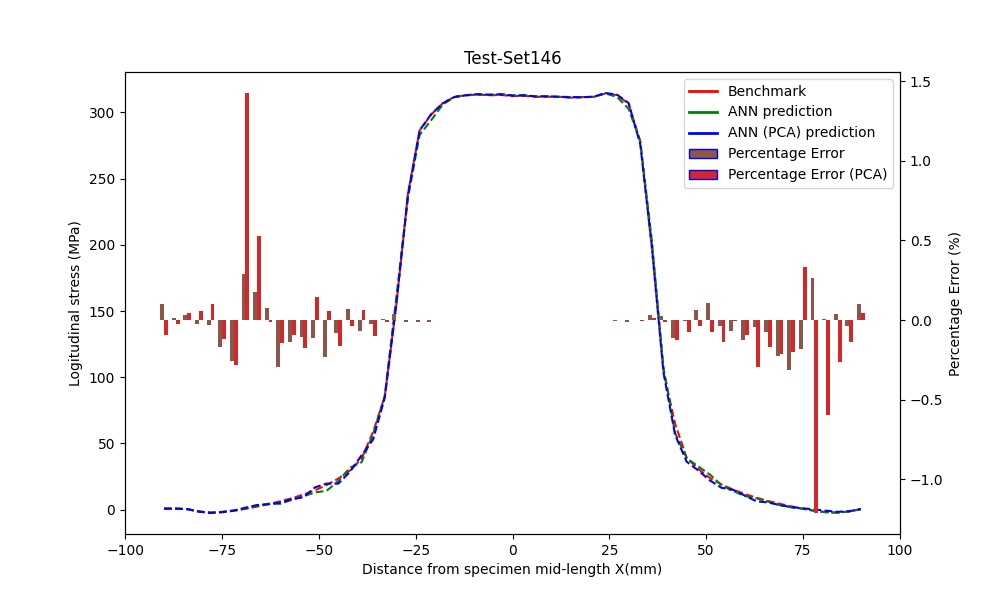 Test-Set146
Benchmark
ANN prediction
ANN (PCA) prediction
Percentage Error
Percentage Error (PCA)
300
250
200
150
100
50
0
Logitudinal stress (MPa)
1.5
1.0
0.5
0.0
−0.5
−1.0
Percentage Error (%)
−100 −75 −50 −25 0 25 50 75 100
Distance from specimen mid-length X(mm)